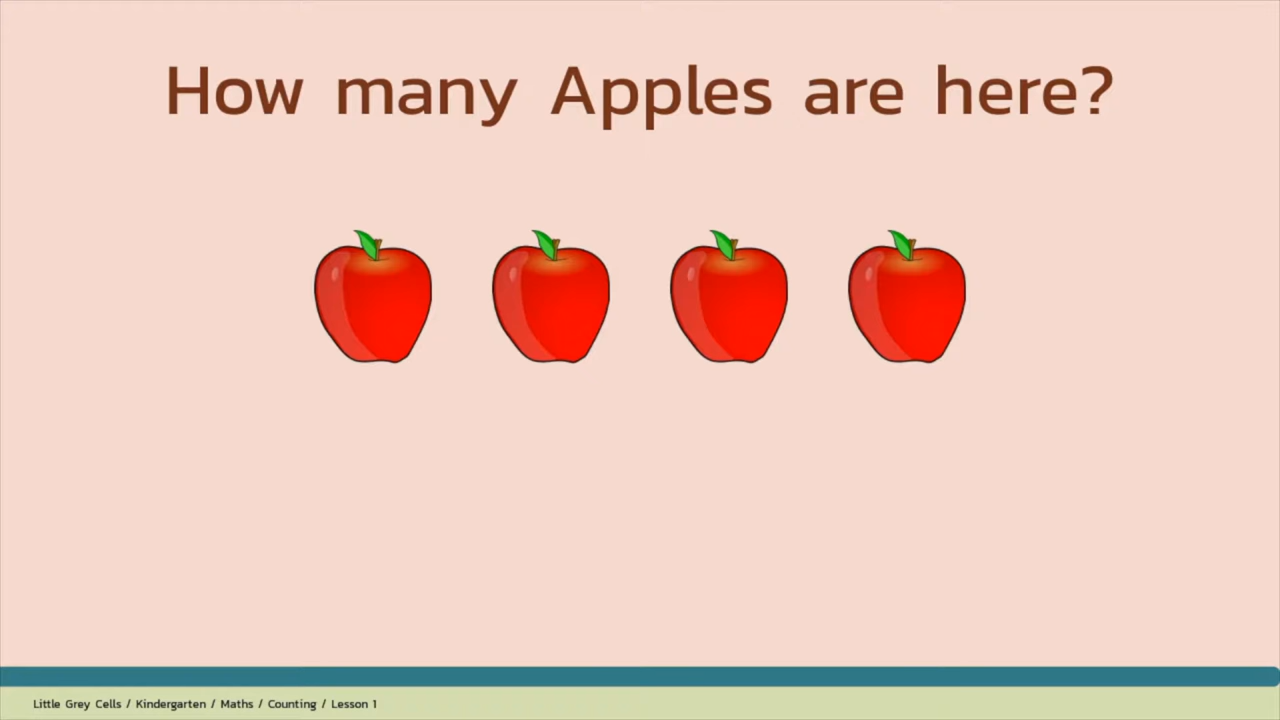 How many Apples are here?
Little Grey Cells / Kindergarten / Maths / Counting / Lesson 1